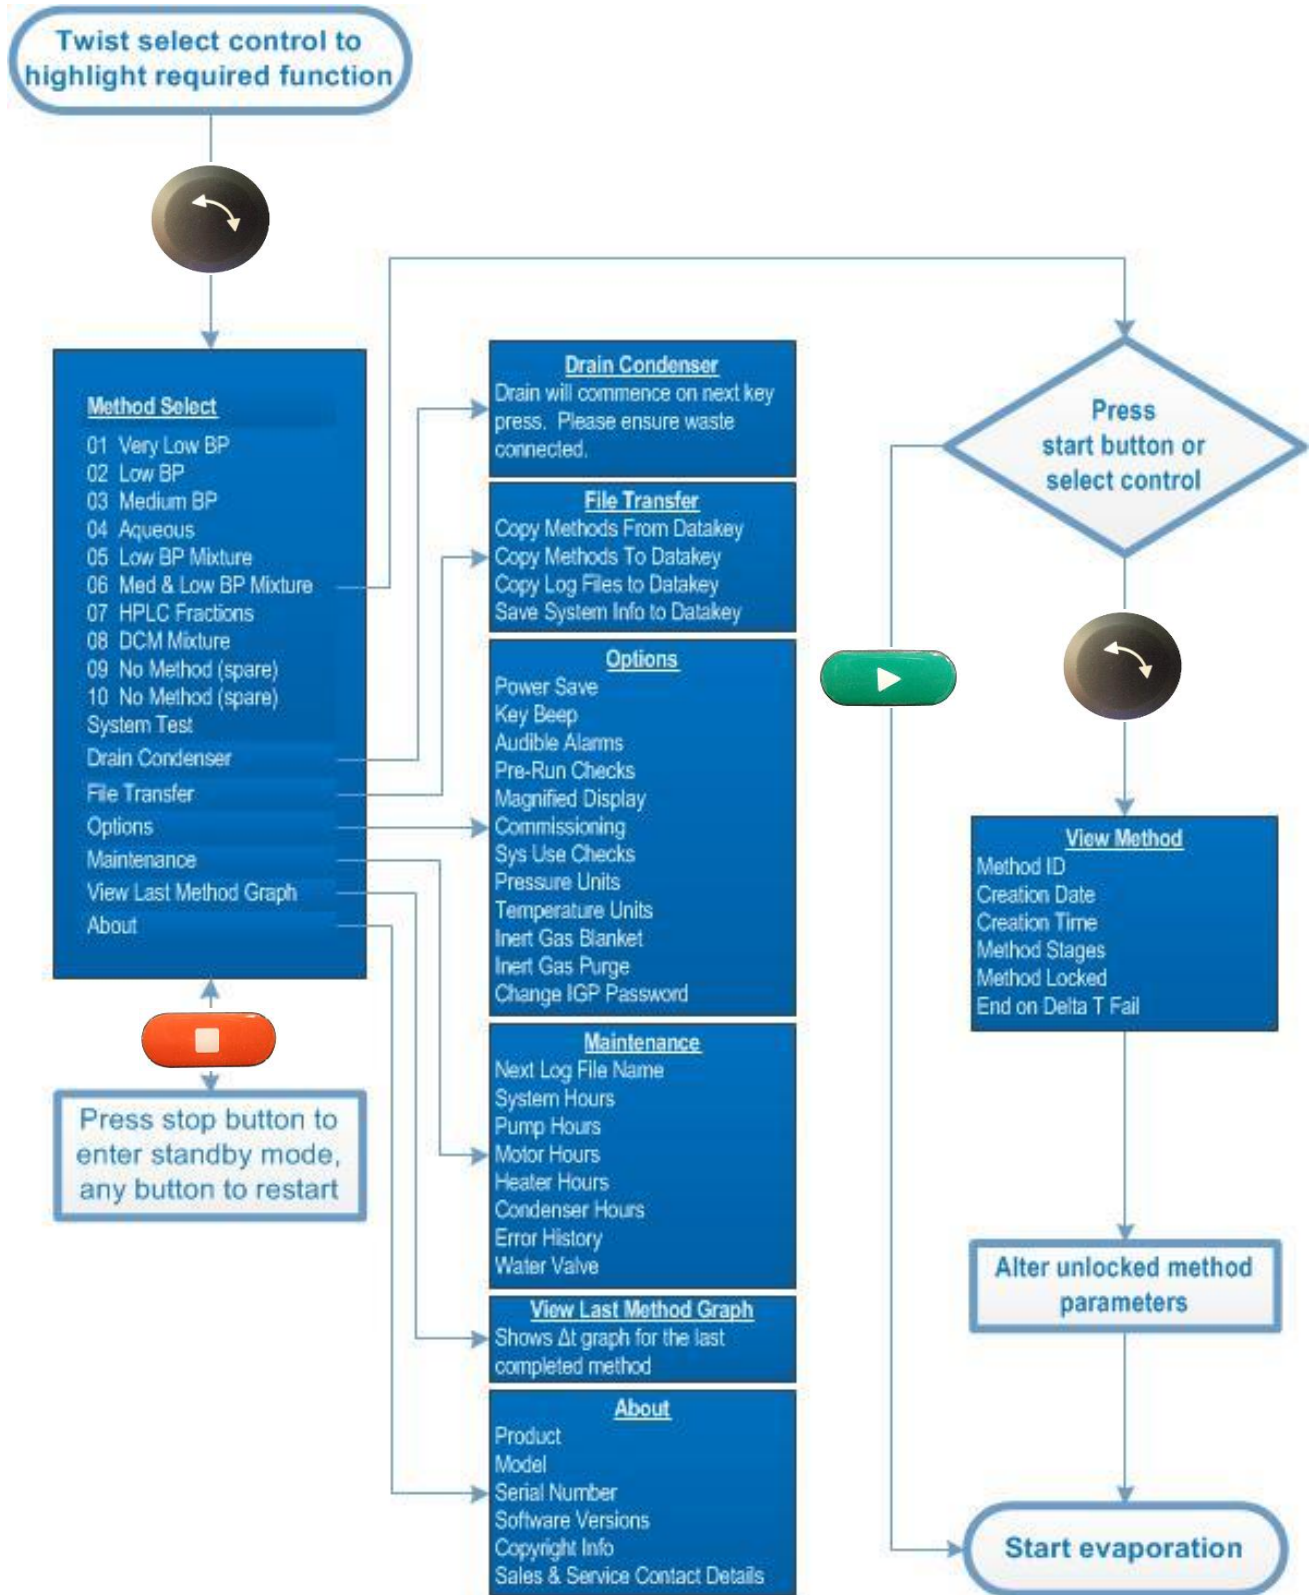 Twist select control to
highlight required function
Method Select
01 Very Low BP
02 Low BP
03 Medium BP
04 Aqueous
05 Low BP Mixture
06 Med & Low BP Mixture
07 HPLC Fractions
08 DCM Mixture
09 No Method (spare)
10 No Method (spare)
System Test
Drain Condenser
File Transfer
Options
Maintenance
View Last Method Graph
About
Press stop button to
enter standby mode,
any button to restart
Drain Condenser
Drain will commence on next key
press. Please ensure waste
connected.
File Transfer
Copy Methods From Datakey
Copy Methods To Datakey
Copy Log Files to Datakey
Save System Info to Datakey
Options
Power Save
Key Beep
Audible Alarms
Pre-Run Checks
Magnified Display
Commissioning
Sys Use Checks
Pressure Units
Temperature Units
Inert Gas Blanket
Inert Gas Purge
Change IGP Password
Maintenance
Next Log File Name
System Hours
Pump Hours
Motor Hours
Heater Hours
Condenser Hours
Error History
Water Valve
View Last Method Graph
Shows Δt graph for the last
completed method
About
Product
Model
Serial Number
Software Versions
Copyright Info
Sales & Service Contact Details
Press
start button or
select control
View Method
Method ID
Creation Date
Creation Time
Method Stages
Method Locked
End on Delta T Fail
Alter unlocked method
parameters
Start evaporation